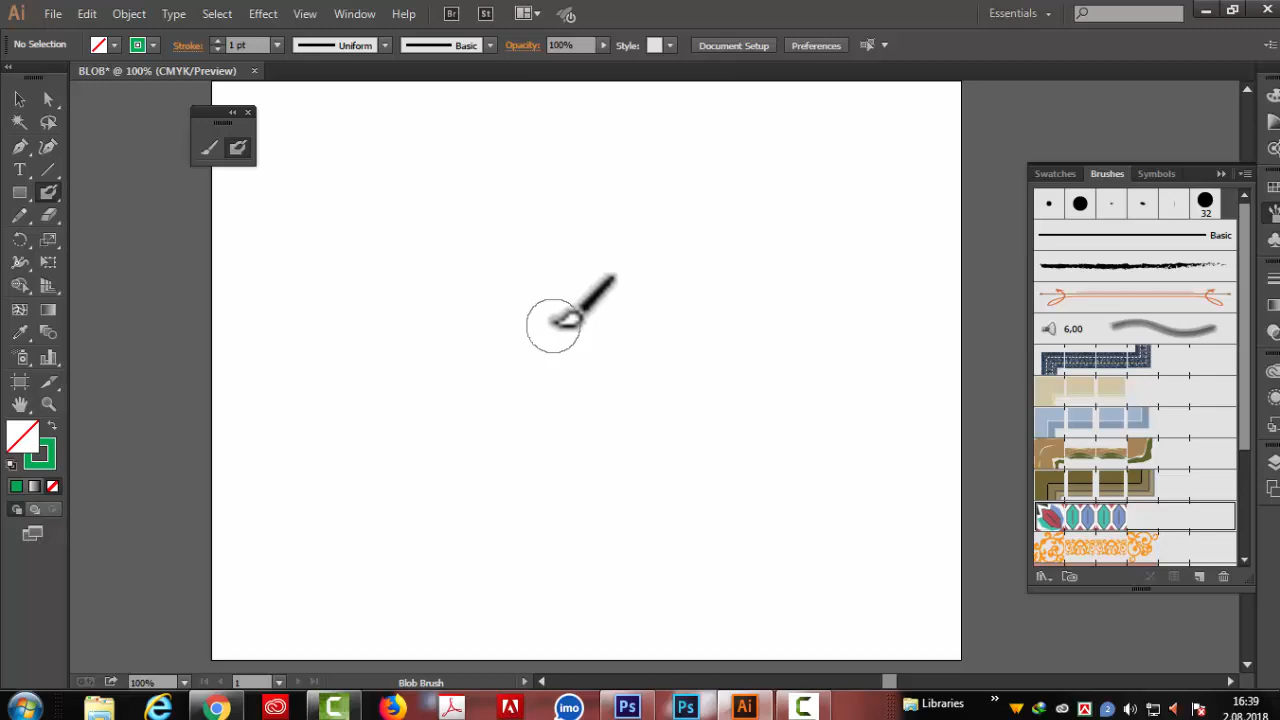 Ai File Edit Object Type Select Effect View Window Help Br St Essentials
No Selection Stroke: 1 pt Uniform Basic Opacity: 100% Style: Document Setup Preferences
BLOB* @ 100% (CMYK/Preview)
Swatches Brushes Symbols
32
Basic
6,00
100% 1 Blob Brush
Libraries
16:39
2.08.2018